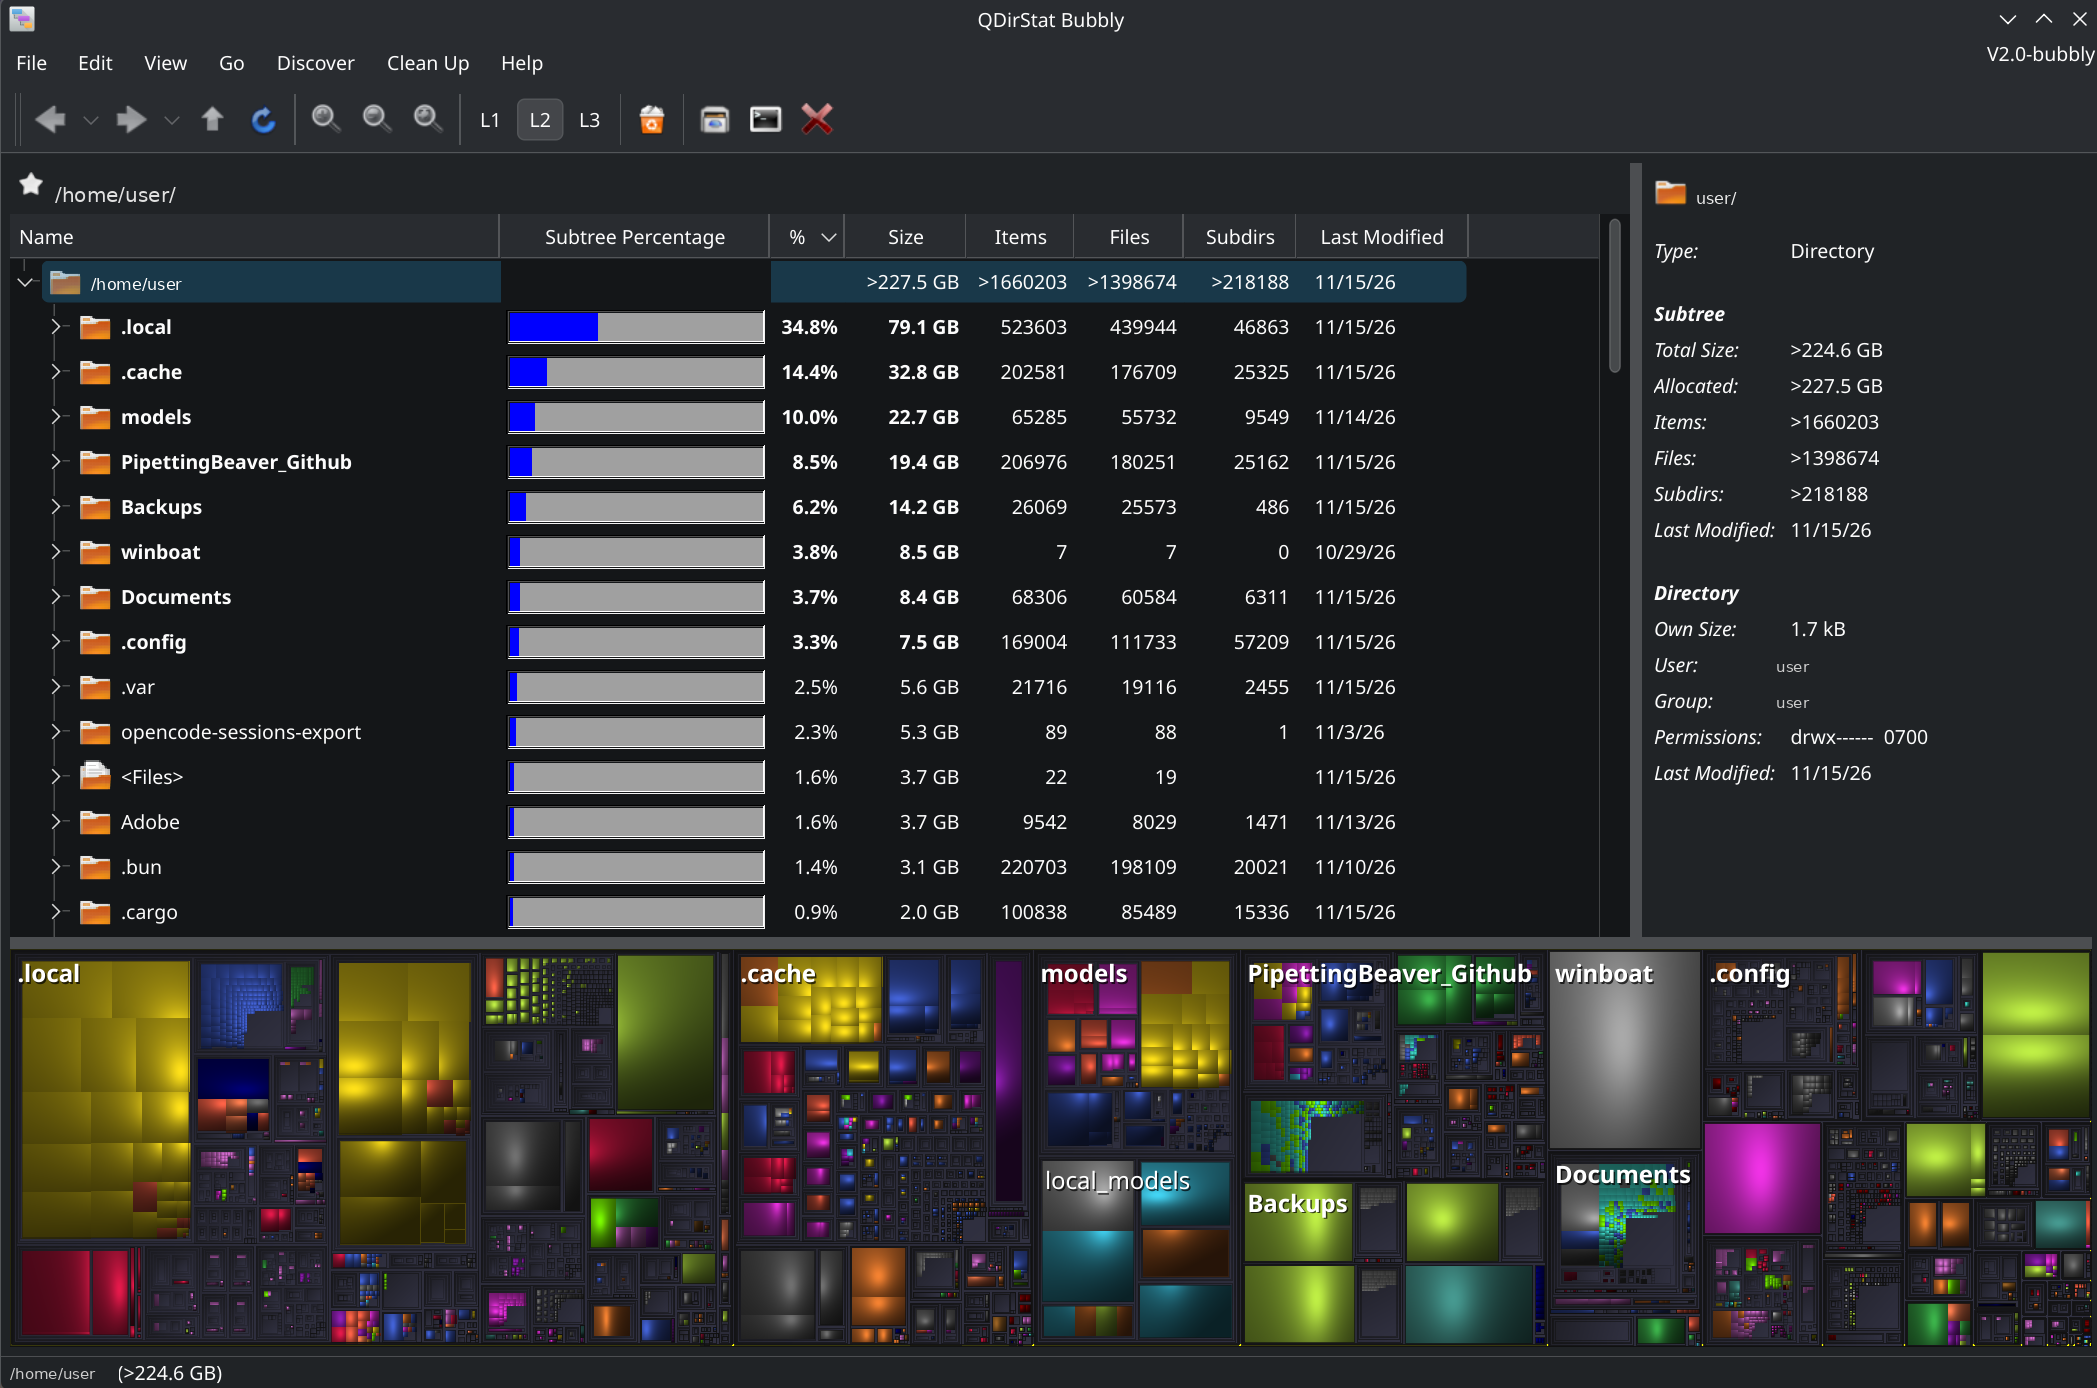 QDirStat Bubbly
File Edit View Go Discover Clean Up Help
V2.0-bubbly
L1 L2 L3
/home/user/
Name Subtree Percentage % Size Items Files Subdirs Last Modified
/home/user >227.5 GB >1660203 >1398674 >218188 11/15/26
.local 34.8% 79.1 GB 523603 439944 46863 11/15/26
.cache 14.4% 32.8 GB 202581 176709 25325 11/15/26
models 10.0% 22.7 GB 65285 55732 9549 11/14/26
PipettingBeaver_Github 8.5% 19.4 GB 206976 180251 25162 11/15/26
Backups 6.2% 14.2 GB 26069 25573 486 11/15/26
winboat 3.8% 8.5 GB 7 7 0 10/29/26
Documents 3.7% 8.4 GB 68306 60584 6311 11/15/26
.config 3.3% 7.5 GB 169004 111733 57209 11/15/26
.var 2.5% 5.6 GB 21716 19116 2455 11/15/26
opencode-sessions-export 2.3% 5.3 GB 89 88 1 11/3/26
<Files> 1.6% 3.7 GB 22 19 11/15/26
Adobe 1.6% 3.7 GB 9542 8029 1471 11/13/26
.bun 1.4% 3.1 GB 220703 198109 20021 11/10/26
.cargo 0.9% 2.0 GB 100838 85489 15336 11/15/26
user/
Type: Directory
Subtree
Total Size: >224.6 GB
Allocated: >227.5 GB
Items: >1660203
Files: >1398674
Subdirs: >218188
Last Modified: 11/15/26
Directory
Own Size: 1.7 kB
User: user
Group: user
Permissions: drwx------ 0700
Last Modified: 11/15/26
.local .cache models PipettingBeaver_Github winboat .config
local_models Documents
Backups
/home/user (>224.6 GB)